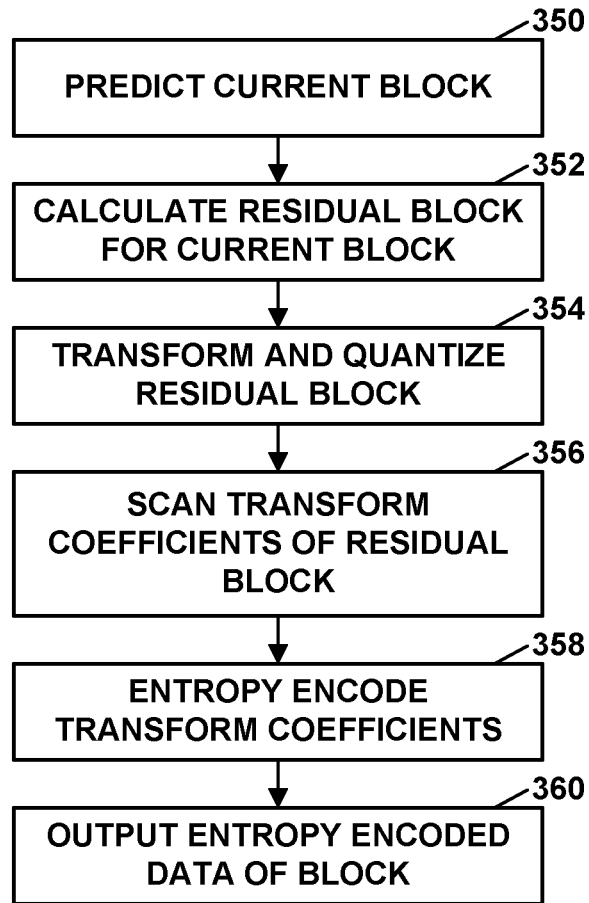 350
PREDICT CURRENT BLOCK
352
CALCULATE RESIDUAL BLOCK
FOR CURRENT BLOCK
354
TRANSFORM AND QUANTIZE
RESIDUAL BLOCK
356
SCAN TRANSFORM
COEFFICIENTS OF RESIDUAL
BLOCK
358
ENTROPY ENCODE
TRANSFORM COEFFICIENTS
360
OUTPUT ENTROPY ENCODED
DATA OF BLOCK